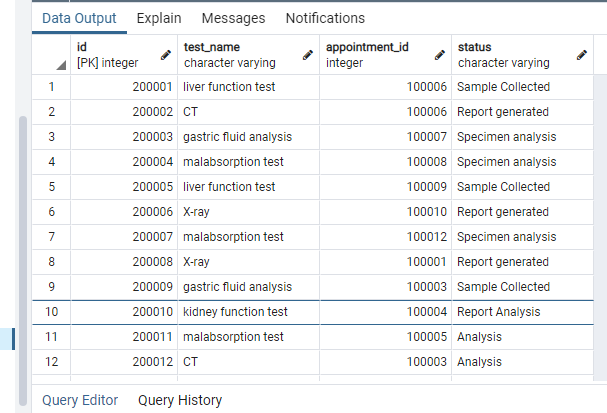 Data Output Explain Messages Notifications
id test_name appointment_id status
[PK] integer character varying integer character varying
1 200001 liver function test 100006 Sample Collected
2 200002 CT 100006 Report generated
3 200003 gastric fluid analysis 100007 Specimen analysis
4 200004 malabsorption test 100008 Specimen analysis
5 200005 liver function test 100009 Sample Collected
6 200006 X-ray 100010 Report generated
7 200007 malabsorption test 100012 Specimen analysis
8 200008 X-ray 100001 Report generated
9 200009 gastric fluid analysis 100003 Sample Collected
10 200010 kidney function test 100004 Report Analysis
11 200011 malabsorption test 100005 Analysis
12 200012 CT 100003 Analysis
Query Editor Query History